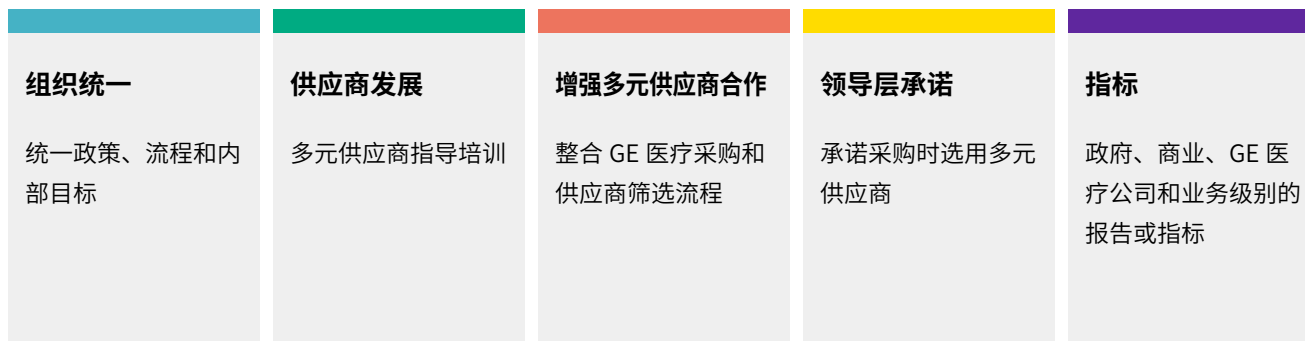 组织统一
统一政策、流程和内
部目标
供应商发展
多元供应商指导培训
增强多元供应商合作
整合 GE 医疗采购和
供应商筛选流程
领导层承诺
承诺采购时选用多元
供应商
指标
政府、商业、GE 医
疗公司和业务级别的
报告或指标